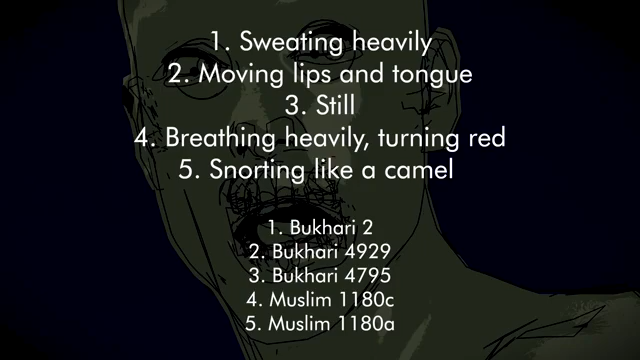 1. Sweating heavily
2. Moving lips and tongue
3. Still
4. Breathing heavily, turning red
5. Snorting like a camel
1. Bukhari 2
2. Bukhari 4929
3. Bukhari 4795
4. Muslim 1180c
5. Muslim 1180a